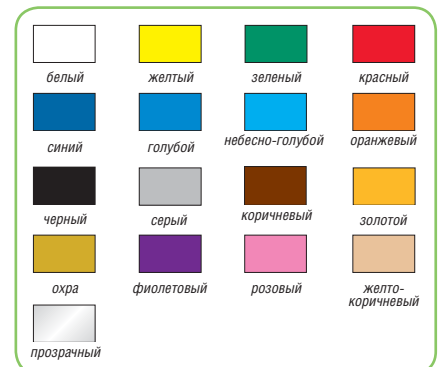 белый
желтый
зеленый
красный
синий
голубой
небесно-голубой
оранжевый
черный
серый
коричневый
золотой
охра
фиолетовый
розовый
желто-
коричневый
прозрачный